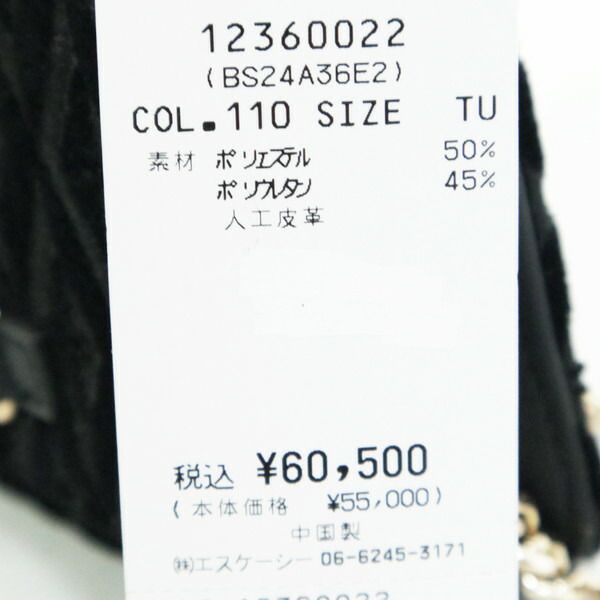 12360022
(BS24A36E2)
COL.110 SIZE TU
素材 ポリエステル 50%
ポリウレタン 45%
人工皮革
税込 ¥60,500
(本体価格 ¥55,000)
中国製
㈱エスケーシー 06-6245-3171
12360022